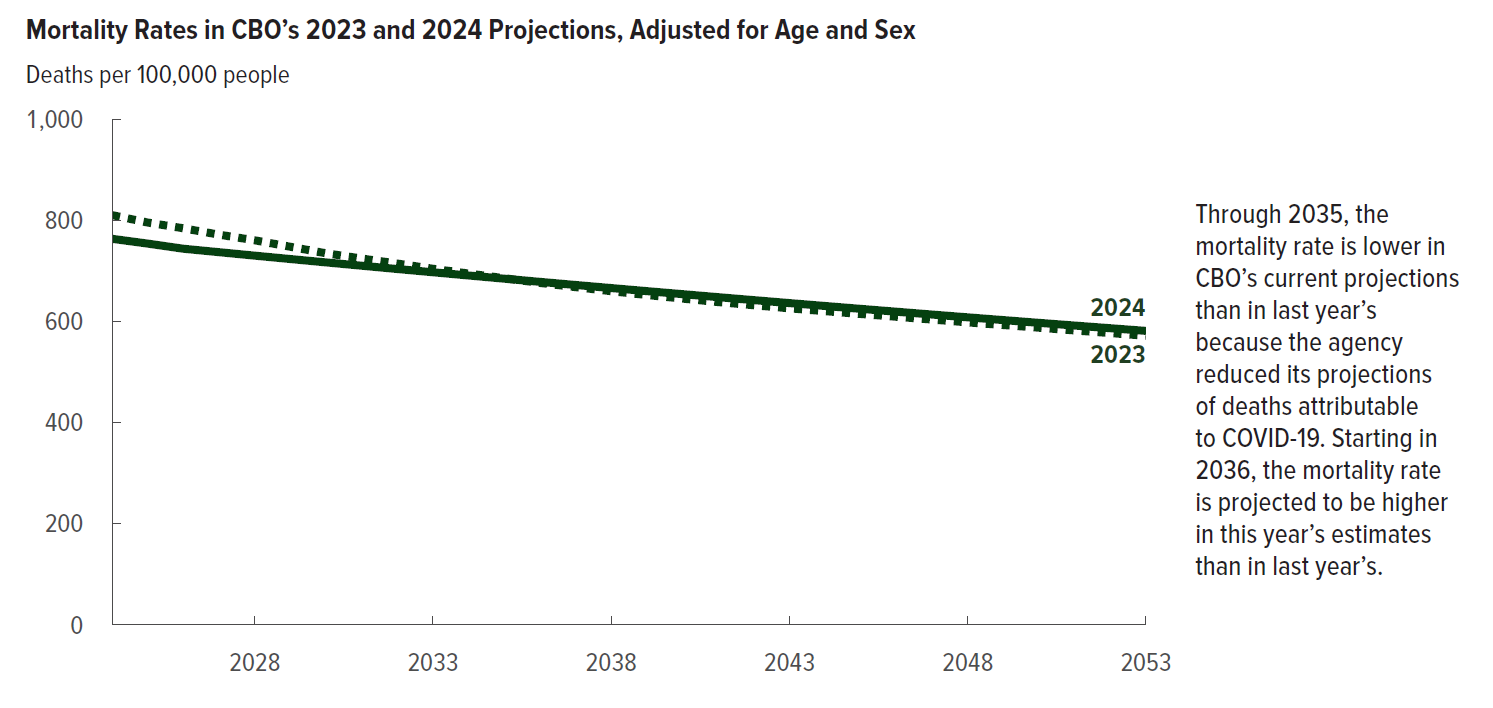 Mortality Rates in CBO’s 2023 and 2024 Projections, Adjusted for Age and Sex
Deaths per 100,000 people
1,000
800
600
400
200
0
2028
2033
2038
2043
2048
2053
2024
2023
Through 2035, the
mortality rate is lower in
CBO’s current projections
than in last year’s
because the agency
reduced its projections
of deaths attributable
to COVID-19. Starting in
2036, the mortality rate
is projected to be higher
in this year’s estimates
than in last year’s.